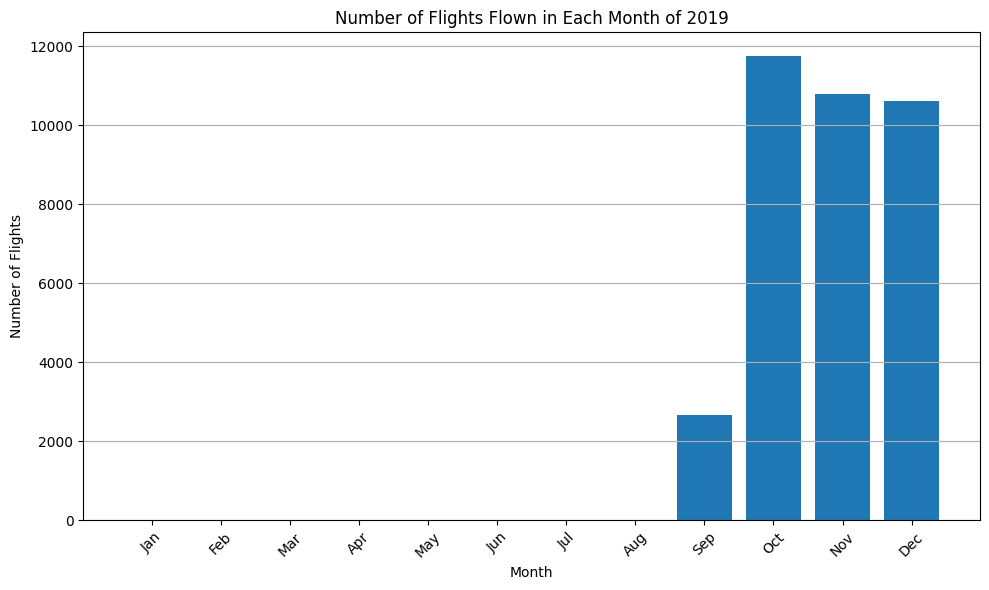 Number of Flights Flown in Each Month of 2019
12000
10000
8000
6000
4000
2000
0
Number of Flights
Jan Feb Mar Apr May Jun Jul Aug Sep Oct Nov Dec
Month